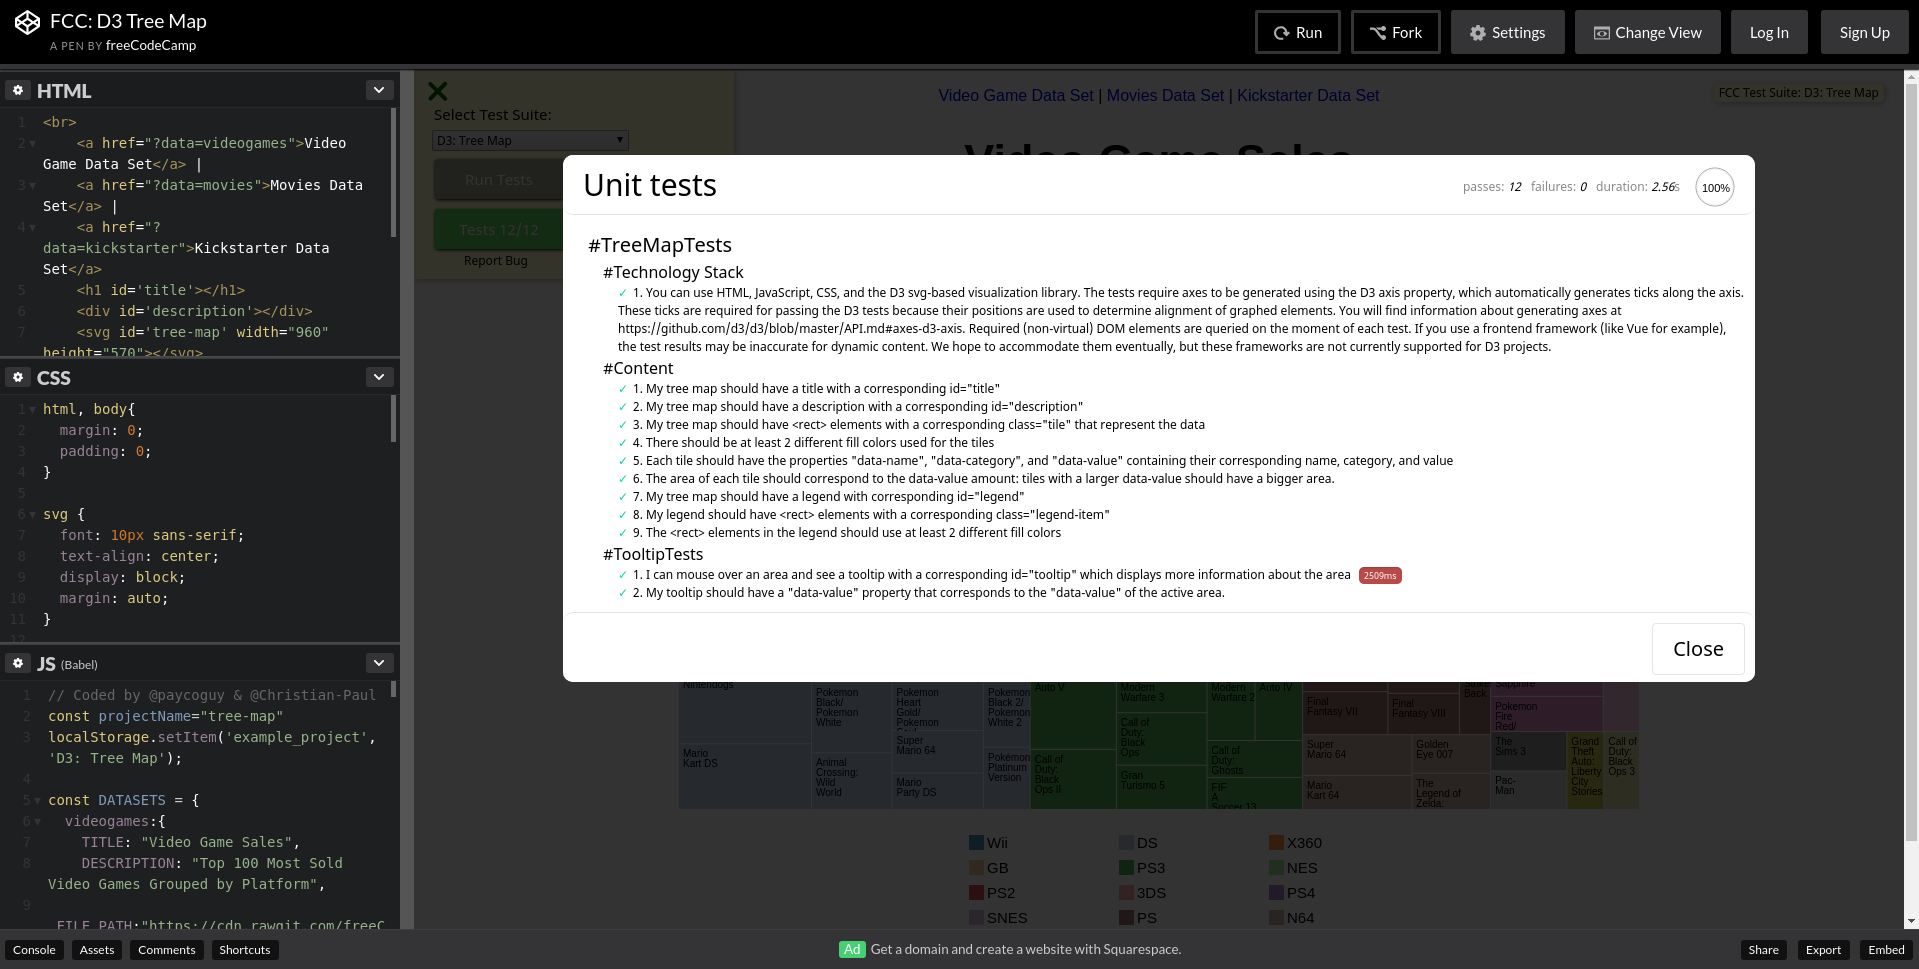 FCC: D3 Tree Map
A PEN BY freeCodeCamp
Run
Fork
Settings
Change View
Log In
Sign Up
HTML
1 <br>
2 <a href="?data=videogames">Video
Game Data Set</a> |
3 <a href="?data=movies">Movies Data
Set</a> |
4 <a href="?
data=kickstarter">Kickstarter Data
Set</a>
5 <h1 id='title'></h1>
6 <div id='description'></div>
7 <svg id='tree-map' width="960"
height="570"></svg>
CSS
1 html, body{
2 margin: 0;
3 padding: 0;
4 }
5
6 svg {
7 font: 10px sans-serif;
8 text-align: center;
9 display: block;
10 margin: auto;
11 }
12
JS (Babel)
1 // Coded by @paycoguy & @Christian-Paul
2 const projectName="tree-map"
3 localStorage.setItem('example_project',
'D3: Tree Map');
4
5 const DATASETS = {
6 videogames:{
7 TITLE: "Video Game Sales",
8 DESCRIPTION: "Top 100 Most Sold
Video Games Grouped by Platform",
9
FILE_PATH:"https://cdn.rawgit.com/freeC
Select Test Suite:
D3: Tree Map
Run Tests
Tests 12/12
Report Bug
Video Game Data Set | Movies Data Set | Kickstarter Data Set
FCC Test Suite: D3: Tree Map
Video Game Sales
Unit tests
passes: 12 failures: 0 duration: 2.56s 100%
#TreeMapTests
#Technology Stack
✓ 1. You can use HTML, JavaScript, CSS, and the D3 svg-based visualization library. The tests require axes to be generated using the D3 axis property, which automatically generates ticks along the axis.
These ticks are required for passing the D3 tests because their positions are used to determine alignment of graphed elements. You will find information about generating axes at
https://github.com/d3/d3/blob/master/API.md#axes-d3-axis. Required (non-virtual) DOM elements are queried on the moment of each test. If you use a frontend framework (like Vue for example),
the test results may be inaccurate for dynamic content. We hope to accommodate them eventually, but these frameworks are not currently supported for D3 projects.
#Content
✓ 1. My tree map should have a title with a corresponding id="title"
✓ 2. My tree map should have a description with a corresponding id="description"
✓ 3. My tree map should have <rect> elements with a corresponding class="tile" that represent the data
✓ 4. There should be at least 2 different fill colors used for the tiles
✓ 5. Each tile should have the properties "data-name", "data-category", and "data-value" containing their corresponding name, category, and value
✓ 6. The area of each tile should correspond to the data-value amount: tiles with a larger data-value should have a bigger area.
✓ 7. My tree map should have a legend with corresponding id="legend"
✓ 8. My legend should have <rect> elements with a corresponding class="legend-item"
✓ 9. The <rect> elements in the legend should use at least 2 different fill colors
#TooltipTests
✓ 1. I can mouse over an area and see a tooltip with a corresponding id="tooltip" which displays more information about the area 2509ms
✓ 2. My tooltip should have a "data-value" property that corresponds to the "data-value" of the active area.
Close
Nintendogs
Mario
Kart DS
Pokemon
Black/
Pokemon
White
Animal
Crossing:
Wild
World
Pokemon
Heart
Gold/
Pokemon
Super
Mario 64
Mario
Party DS
Pokemon
Black 2/
Pokemon
White 2
Pokémon
Platinum
Version
Auto V
Call of
Duty:
Black
Ops II
Modern
Warfare 3
Call of
Duty:
Black
Ops
Gran
Turismo 5
Modern
Warfare 2
Auto IV
Call of
Duty:
Ghosts
FIF
A
Soccer 13
Final
Fantasy VII
Final
Fantasy VIII
Strike
Back
Super
Mario 64
Golden
Eye 007
Mario
Kart 64
The
Legend of
Zelda:
Sapphire
Pokemon
Fire
Red/
The
Sims 3
Pac-
Man
Grand
Theft
Auto:
Liberty
City
Stories
Call of
Duty:
Black
Ops 3
Wii
DS
X360
GB
PS3
NES
PS2
3DS
PS4
SNES
PS
N64
Console
Assets
Comments
Shortcuts
Ad Get a domain and create a website with Squarespace.
Share
Export
Embed